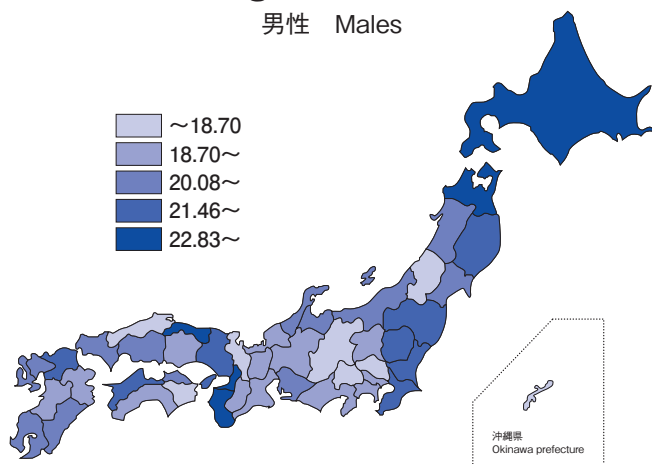 男性 Males
～18.70
18.70～
20.08～
21.46～
22.83～
沖縄県
Okinawa prefecture